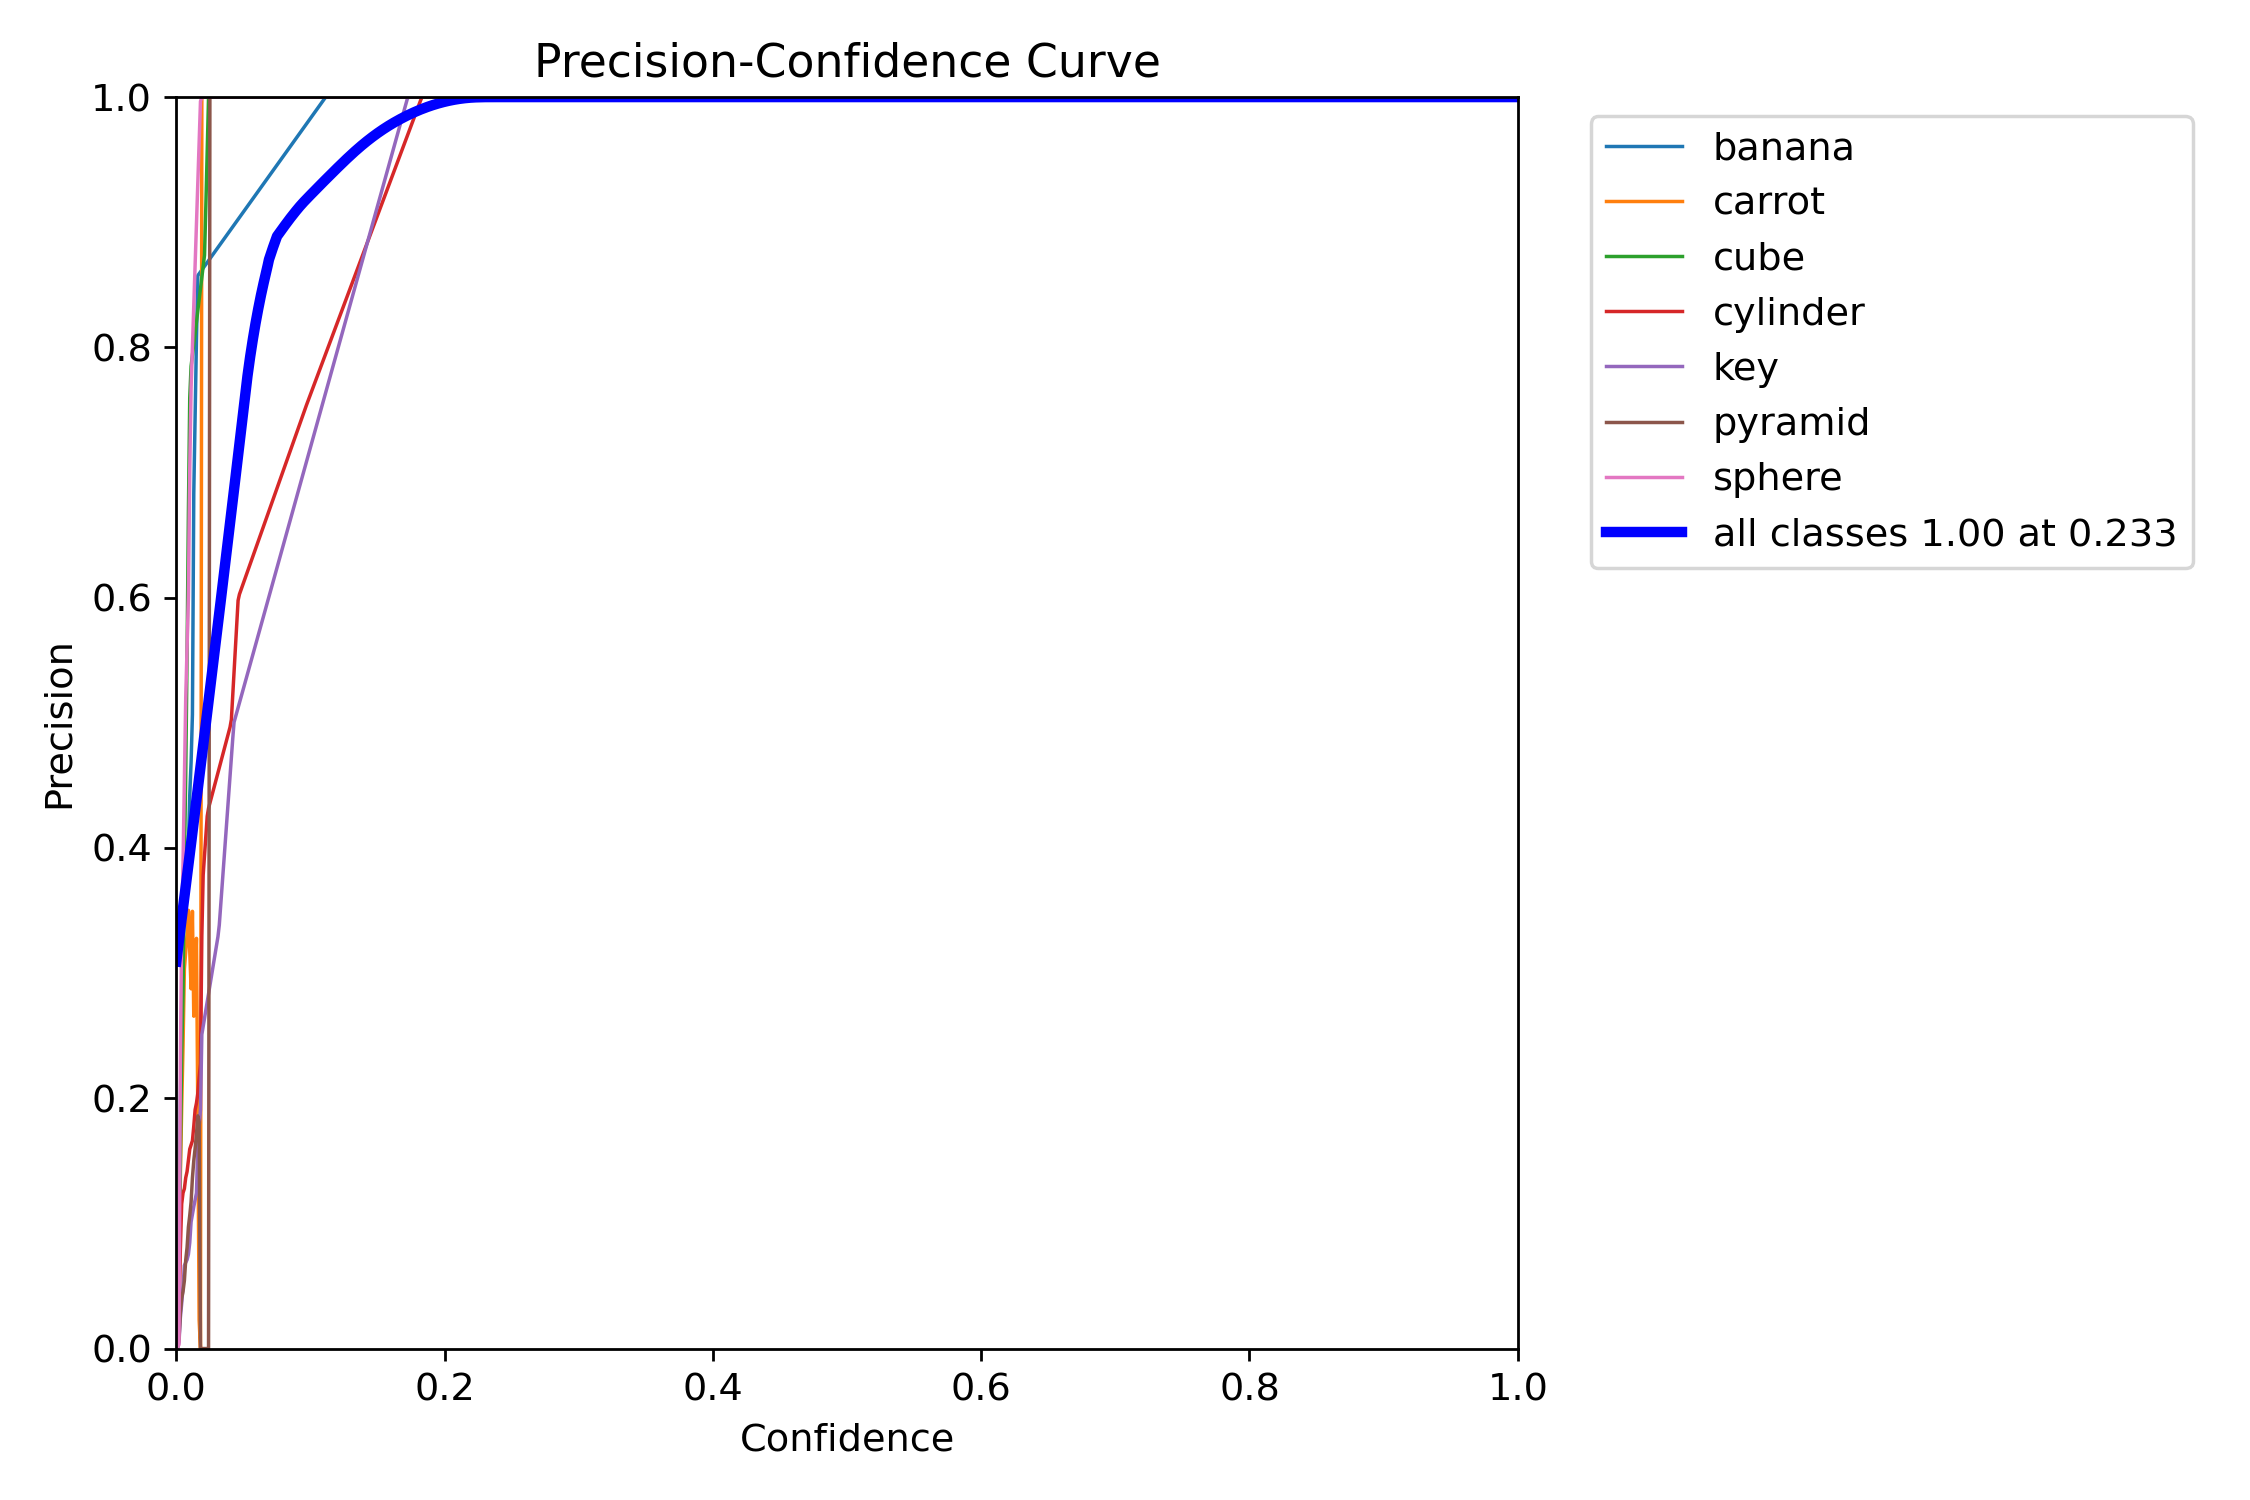 Precision-Confidence Curve
1.0
0.8
0.6
0.4
0.2
0.0
Precision
0.0 0.2 0.4 0.6 0.8 1.0
Confidence
banana
carrot
cube
cylinder
key
pyramid
sphere
all classes 1.00 at 0.233